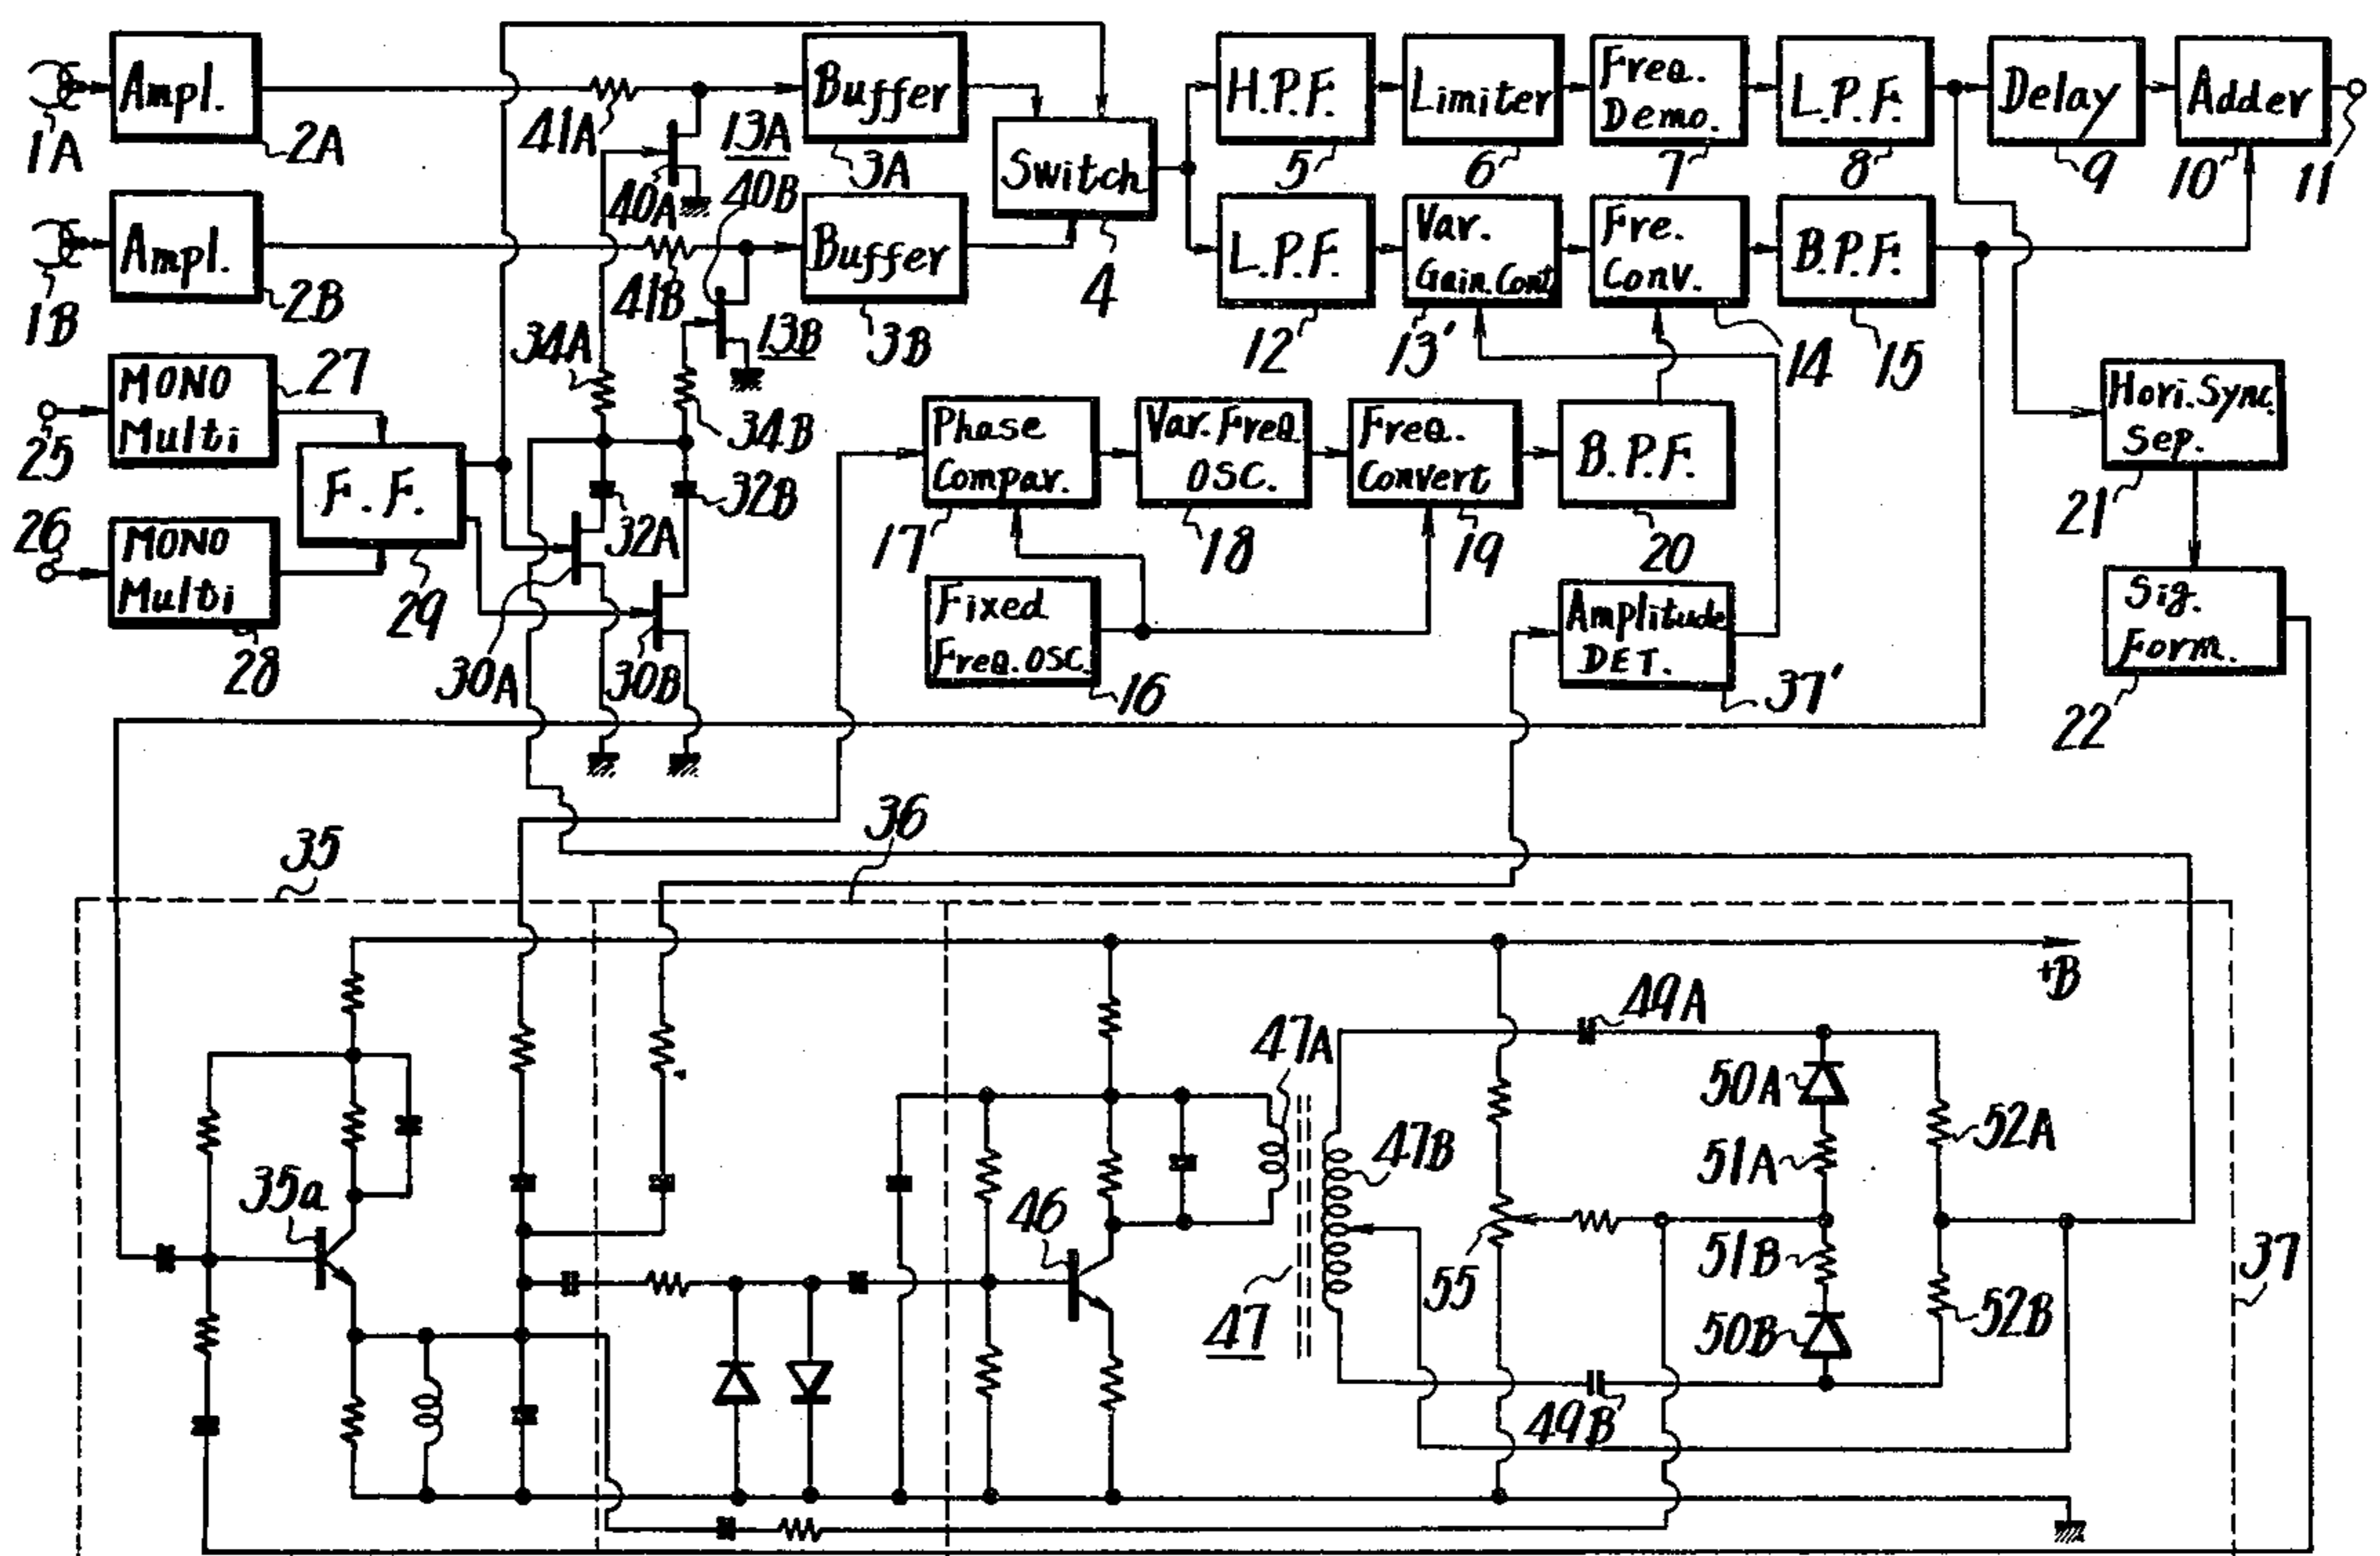 Ampl.
Buffer
H.P.F.
Limiter
Freq.
Demo.
L.P.F.
Delay
Adder
1A
2A
41A
13A
3A
40A
40B
Switch
5
6
7
8
9
10
11
Ampl.
Buffer
L.P.F.
Var.
Gain.Cont
Fre.
Conv.
B.P.F.
1B
2B
41B
13B
3B
4
12
13'
14
15
34A
34B
MONO
Multi
27
25
F.F.
29
26
MONO
Multi
28
32A
32B
30A
30B
Phase
Compar.
17
Var.Freq.
OSC.
18
Freq.
Convert
19
B.P.F.
20
Hori.Sync.
Sep.
21
Fixed
Freq.OSC.
16
Amplitude
DET.
37'
Sig.
Form.
22
35
36
+B
49A
47A
50A
52A
47B
51A
35a
46
55
51B
37
47
50B
52B
49B